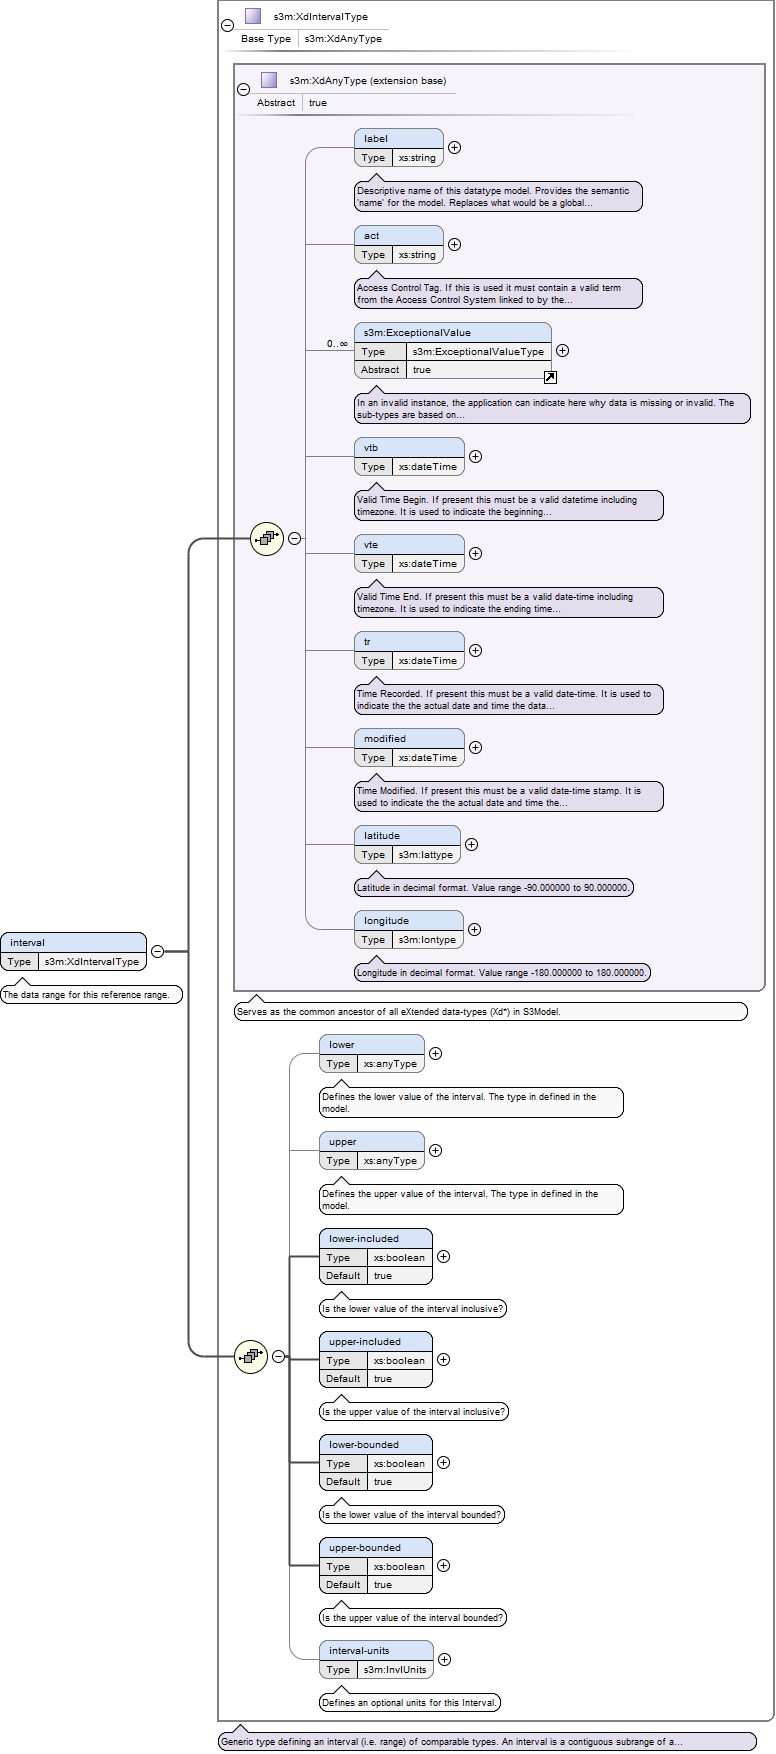 s3m:XdIntervalType
Base Type s3m:XdAnyType
s3m:XdAnyType (extension base)
Abstract true
label
Type xs:string
Descriptive name of this datatype model. Provides the semantic
'name' for the model. Replaces what would be a global...
act
Type xs:string
Access Control Tag. If this is used it must contain a valid term
from the Access Control System linked to by the...
0..∞
s3m:ExceptionalValue
Type s3m:ExceptionalValueType
Abstract true
In an invalid instance, the application can indicate here why data is missing or invalid. The
sub-types are based on...
vtb
Type xs:dateTime
Valid Time Begin. If present this must be a valid datetime including
timezone. It is used to indicate the beginning...
vte
Type xs:dateTime
Valid Time End. If present this must be a valid date-time including
timezone. It is used to indicate the ending time...
tr
Type xs:dateTime
Time Recorded. If present this must be a valid date-time. It is used to
indicate the the actual date and time the data...
modified
Type xs:dateTime
Time Modified. If present this must be a valid date-time stamp. It is
used to indicate the the actual date and time the...
latitude
Type s3m:lattype
Latitude in decimal format. Value range -90.000000 to 90.000000.
longitude
Type s3m:lontype
Longitude in decimal format. Value range -180.000000 to 180.000000.
interval
Type s3m:XdIntervalType
The data range for this reference range.
Serves as the common ancestor of all eXtended data-types (Xd*) in S3Model.
lower
Type xs:anyType
Defines the lower value of the interval. The type in defined in the
model.
upper
Type xs:anyType
Defines the upper value of the interval. The type in defined in the
model.
lower-included
Type xs:boolean
Default true
Is the lower value of the interval inclusive?
upper-included
Type xs:boolean
Default true
Is the upper value of the interval inclusive?
lower-bounded
Type xs:boolean
Default true
Is the lower value of the interval bounded?
upper-bounded
Type xs:boolean
Default true
Is the upper value of the interval bounded?
interval-units
Type s3m:InvlUnits
Defines an optional units for this Interval.
Generic type defining an interval (i.e. range) of comparable types. An interval is a contiguous subrange of a...